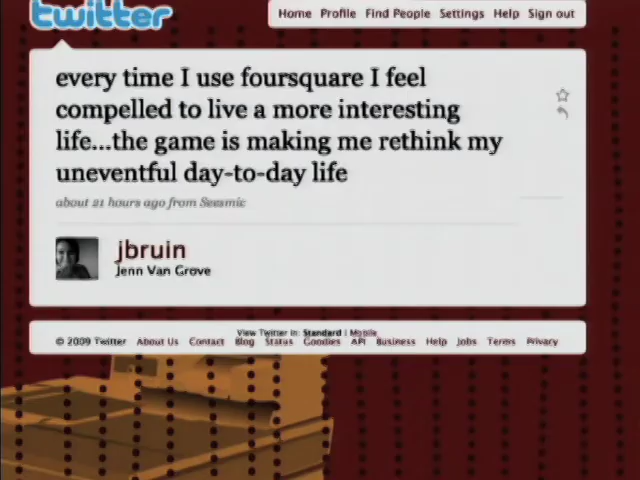 twitter
Home Profile Find People Settings Help Sign out
every time I use foursquare I feel
compelled to live a more interesting
life...the game is making me rethink my
uneventful day-to-day life
about 21 hours ago from Seesmic
jbruin
Jenn Van Grove
View Twitter in: Standard | Mobile
© 2009 Twitter About Us Contact Blog Status Goodies API Business Help Jobs Terms Privacy